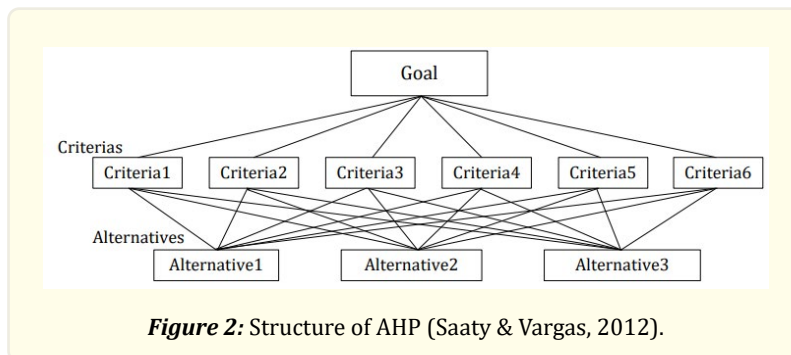 Goal
Criterias
Criteria1 Criteria2 Criteria3 Criteria4 Criteria5 Criteria6
Alternatives
Alternative1 Alternative2 Alternative3
Figure 2: Structure of AHP (Saaty & Vargas, 2012).